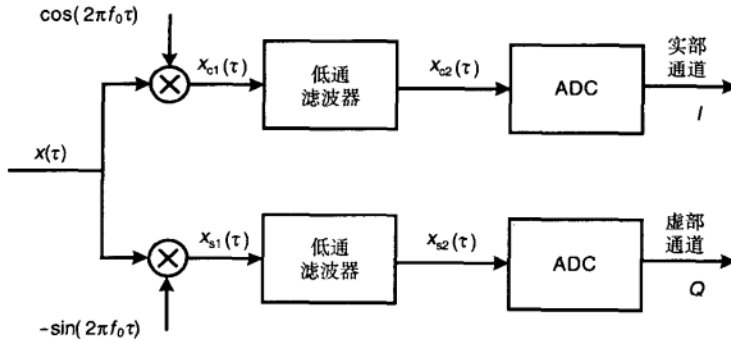 cos(2πf₀τ)
x_c1(τ)
低通
滤波器
x_c2(τ)
ADC
实部
通道
I
x(τ)
x_s1(τ)
低通
滤波器
x_s2(τ)
ADC
虚部
通道
Q
-sin(2πf₀τ)